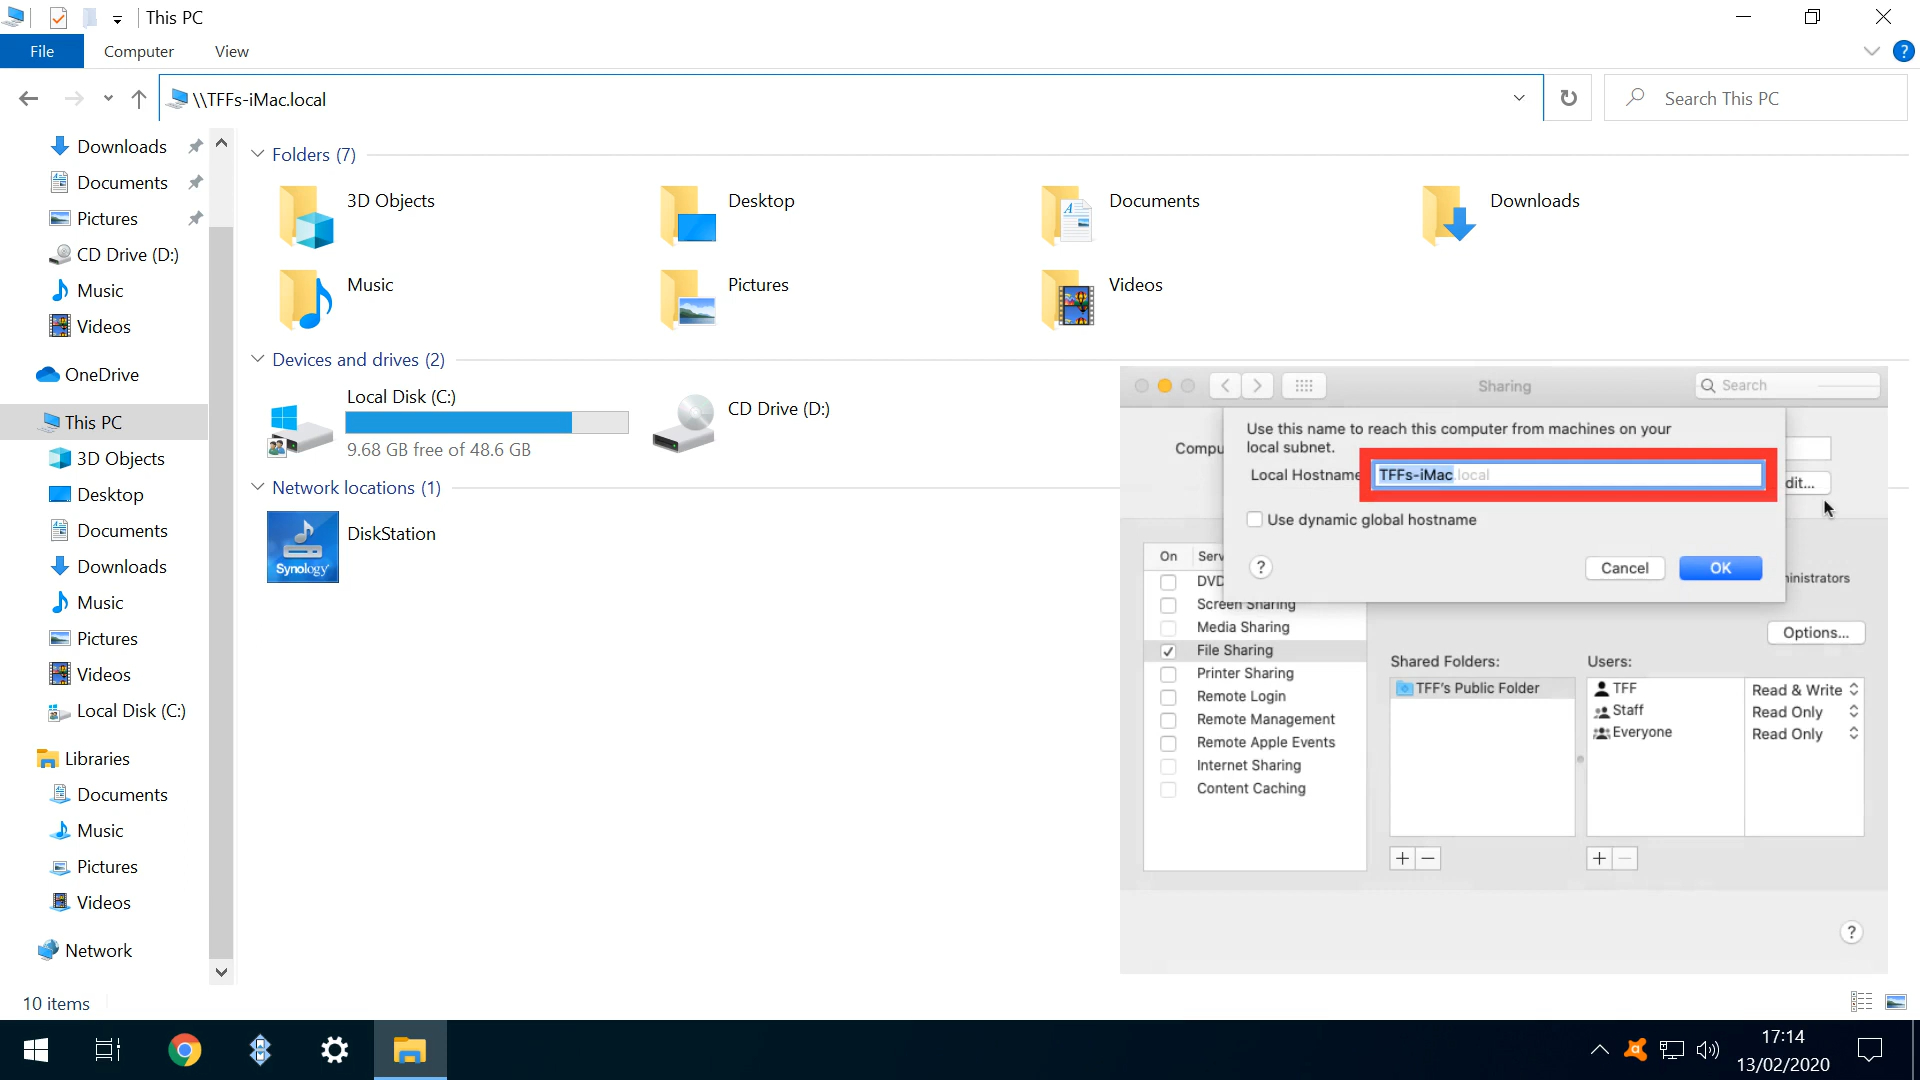 This PC
File
Computer
View
\\TFFs-iMac.local
Search This PC
Downloads
Documents
Pictures
CD Drive (D:)
Music
Videos
OneDrive
This PC
3D Objects
Desktop
Documents
Downloads
Music
Pictures
Videos
Local Disk (C:)
Libraries
Documents
Music
Pictures
Videos
Network
Folders (7)
3D Objects
Desktop
Documents
Downloads
Music
Pictures
Videos
Devices and drives (2)
Local Disk (C:)
9.68 GB free of 48.6 GB
CD Drive (D:)
Network locations (1)
Synology
DiskStation
Sharing
Search
Use this name to reach this computer from machines on your
local subnet.
Local Hostname
TFFs-iMac.local
Use dynamic global hostname
?
Cancel
OK
On
Screen Sharing
Media Sharing
File Sharing
Printer Sharing
Remote Login
Remote Management
Remote Apple Events
Internet Sharing
Content Caching
Options...
Shared Folders:
TFF's Public Folder
Users:
TFF
Read & Write
Staff
Read Only
Everyone
Read Only
?
10 items
17:14
13/02/2020